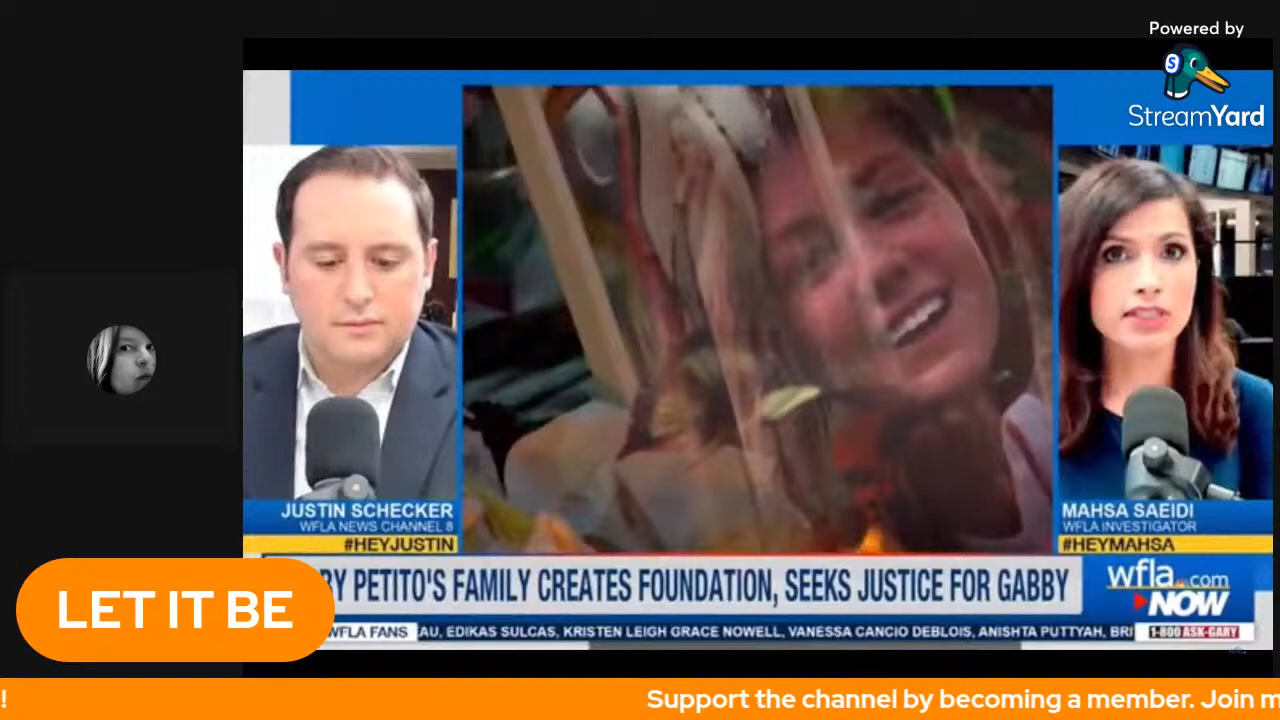 Powered by
StreamYard
JUSTIN SCHECKER
WFLA NEWS CHANNEL 8
#HEYJUSTIN
MAHSA SAEIDI
WFLA INVESTIGATOR
#HEYMAHSA
BY PETITO'S FAMILY CREATES FOUNDATION, SEEKS JUSTICE FOR GABBY
wfla.com
NOW
LET IT BE
WFLA FANS
AU, EDIKAS SULCAS, KRISTEN LEIGH GRACE NOWELL, VANESSA CANCIO DEBLOIS, ANISHTA PUTTYAH, BRI
1-800 ASK-GARY
! Support the channel by becoming a member. Join m